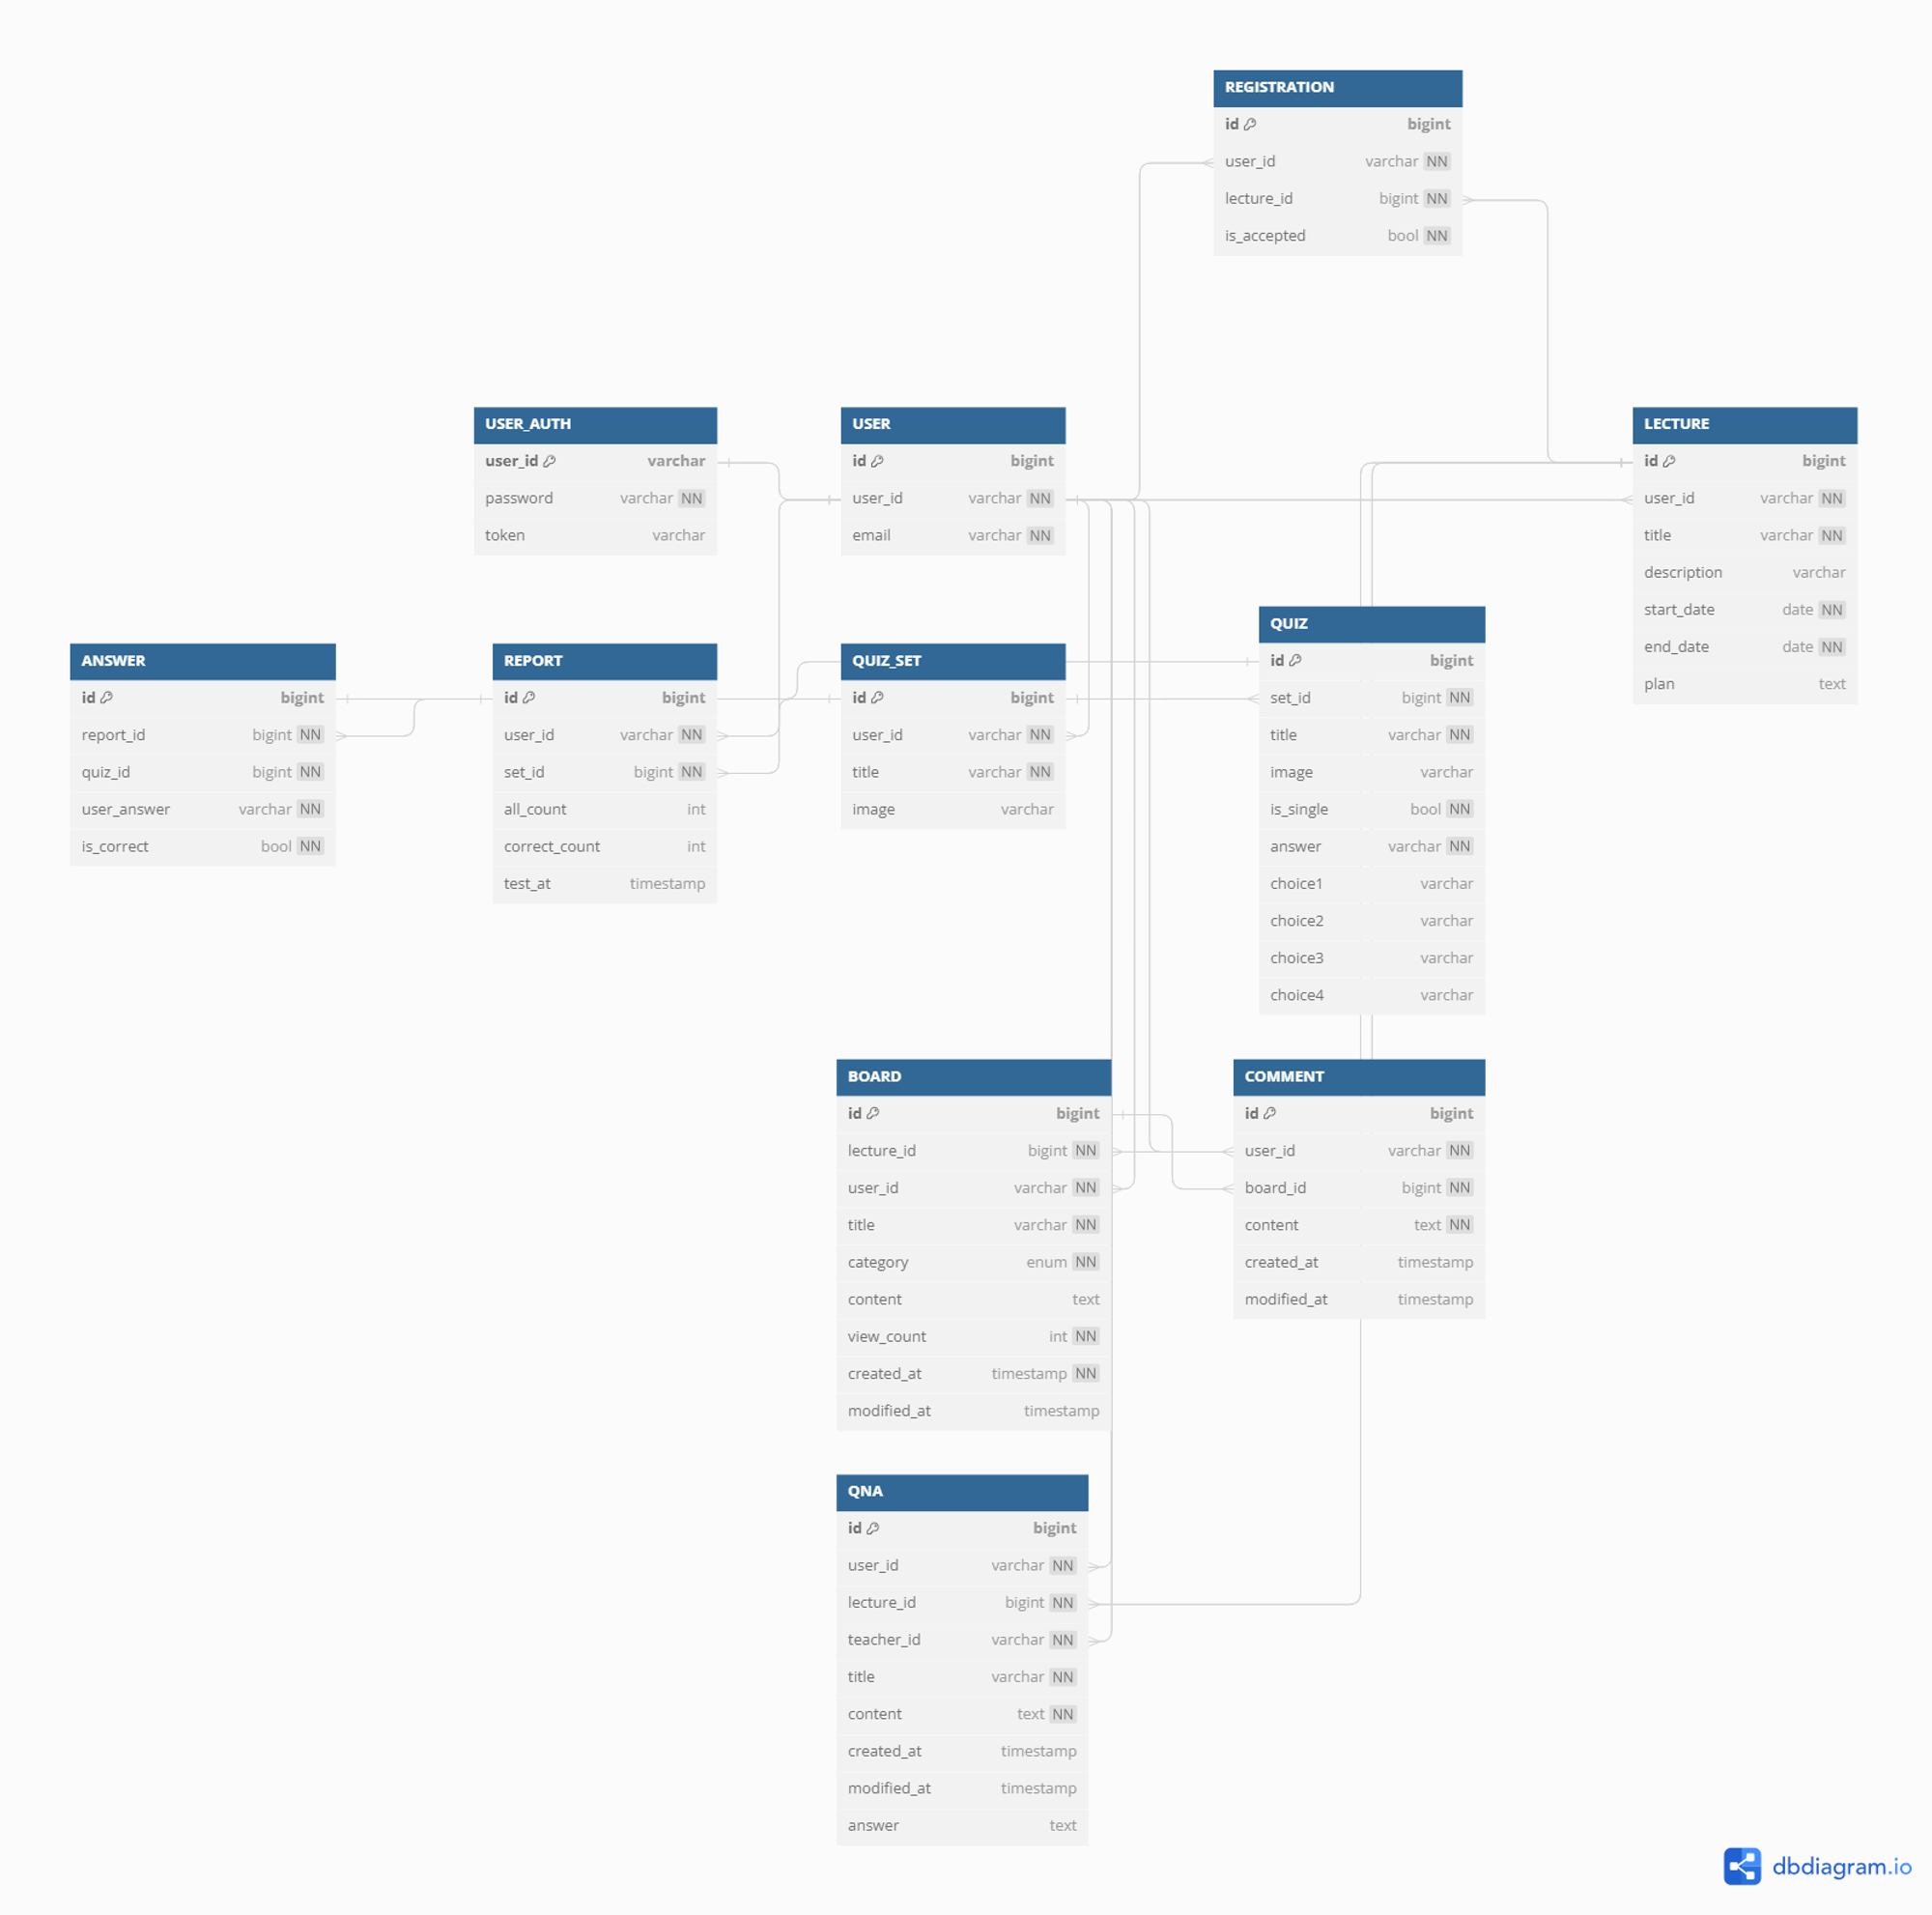 REGISTRATION
id bigint
user_id varchar NN
lecture_id bigint NN
is_accepted bool NN
USER_AUTH
user_id varchar
password varchar NN
token varchar
USER
id bigint
user_id varchar NN
email varchar NN
LECTURE
id bigint
user_id varchar NN
title varchar NN
description varchar
start_date date NN
end_date date NN
plan text
ANSWER
id bigint
report_id bigint NN
quiz_id bigint NN
user_answer varchar NN
is_correct bool NN
REPORT
id bigint
user_id varchar NN
set_id bigint NN
all_count int
correct_count int
test_at timestamp
QUIZ_SET
id bigint
user_id varchar NN
title varchar NN
image varchar
QUIZ
id bigint
set_id bigint NN
title varchar NN
image varchar
is_single bool NN
answer varchar NN
choice1 varchar
choice2 varchar
choice3 varchar
choice4 varchar
BOARD
id bigint
lecture_id bigint NN
user_id varchar NN
title varchar NN
category enum NN
content text
view_count int NN
created_at timestamp NN
modified_at timestamp
COMMENT
id bigint
user_id varchar NN
board_id bigint NN
content text NN
created_at timestamp
modified_at timestamp
QNA
id bigint
user_id varchar NN
lecture_id bigint NN
teacher_id varchar NN
title varchar NN
content text NN
created_at timestamp
modified_at timestamp
answer text
dbdiagram.io